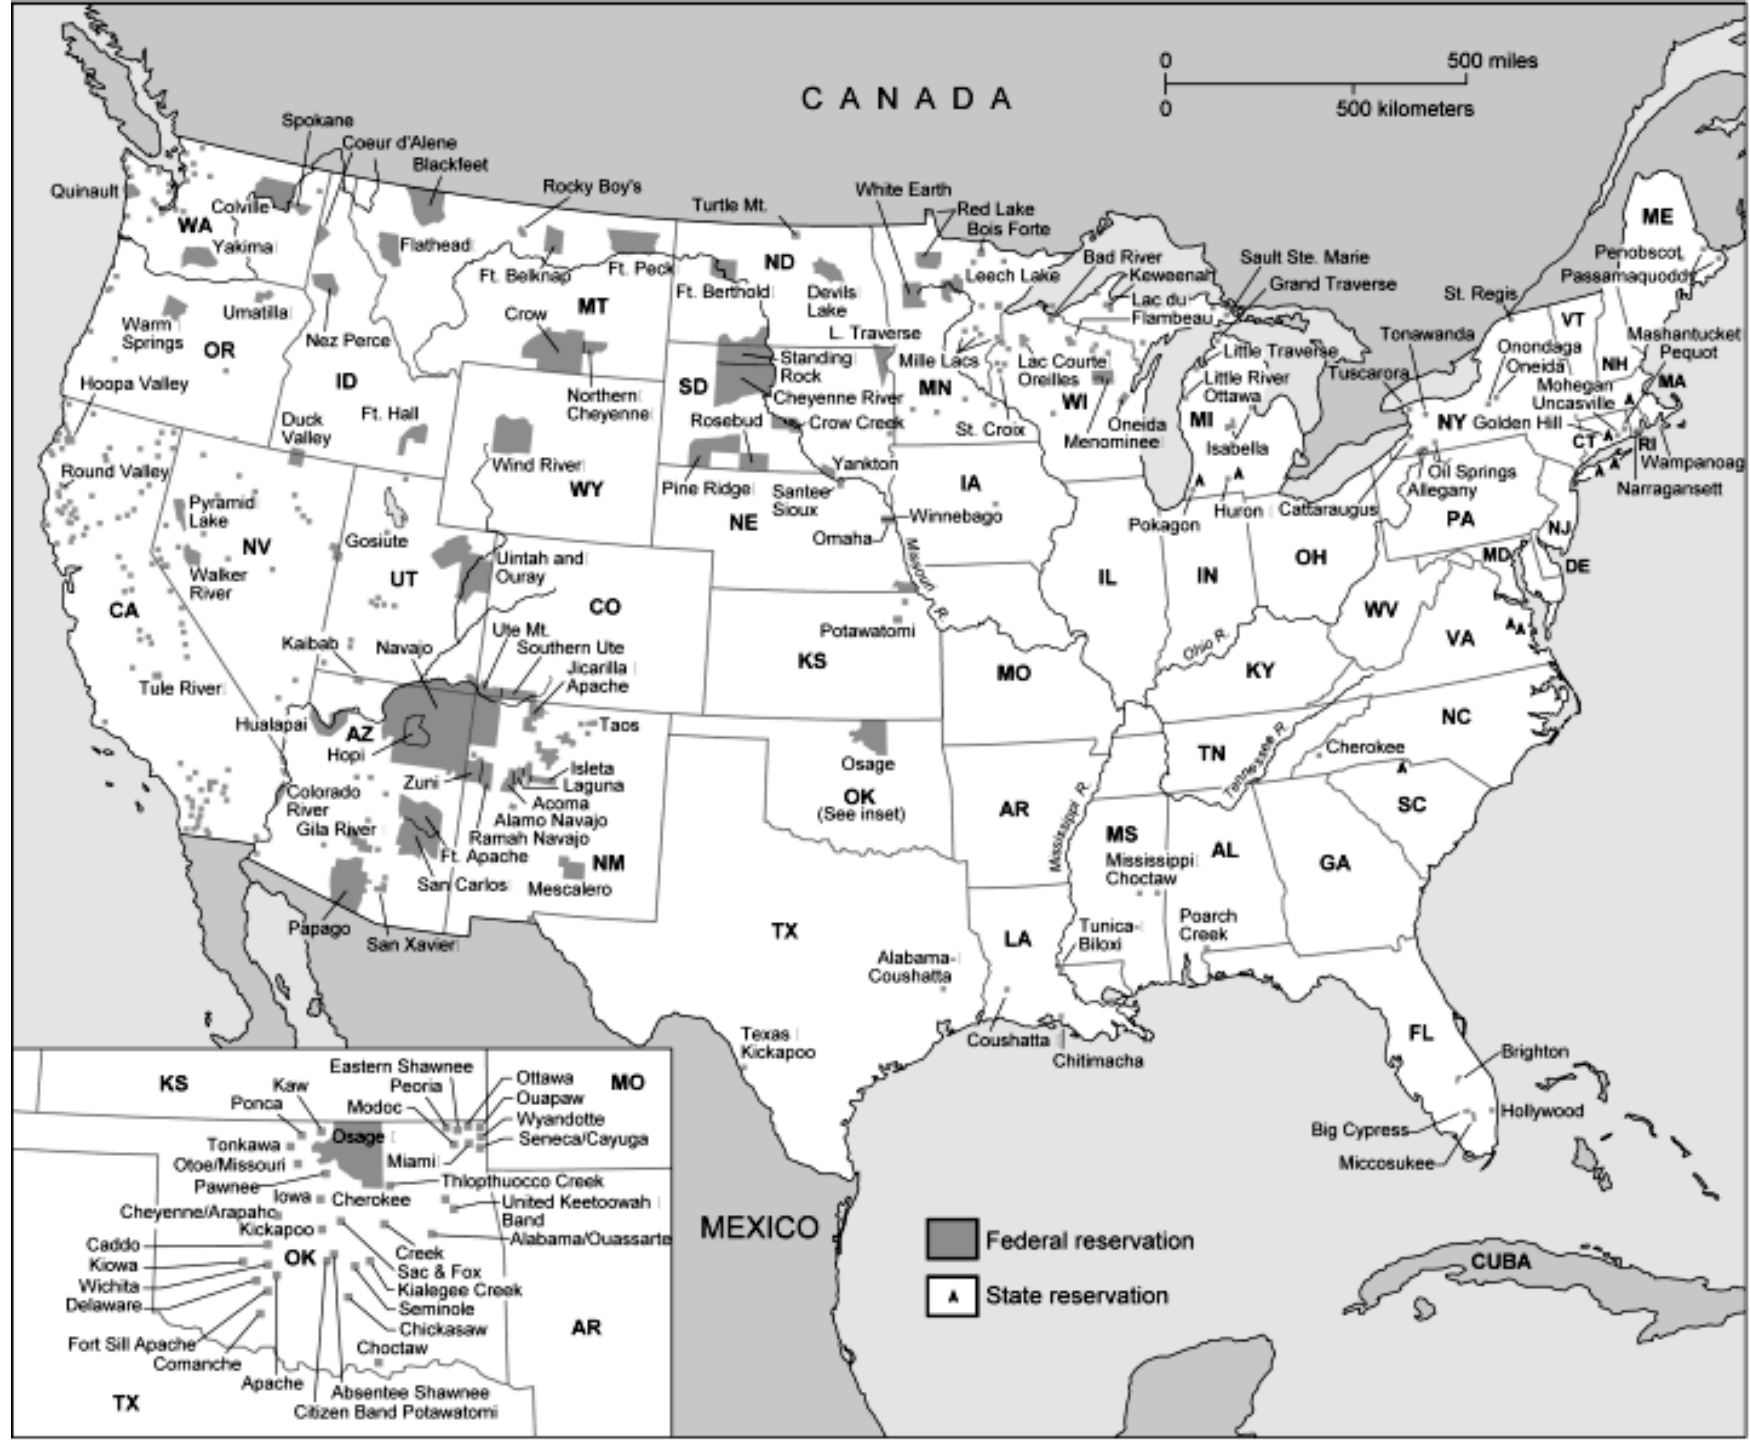 0 500 miles
CANADA
0 500 kilometers
Spokane
Coeur d'Alene
Blackfeet
Quinault
Colville
WA
Yakima
Flathead
Rocky Boy's
Ft. Belknap
Ft. Peck
Turtle Mt.
ND
Ft. Berthold
Devils
Lake
L. Traverse
White Earth
Red Lake
Bois Forte
Leech Lake
Bad River
Keweenah
Lac du
Flambeau
Sault Ste. Marie
Grand Traverse
ME
Penobscot
Passamaquoddy
St. Regis
VT
Tonawanda
Mashantucket
Pequot
Onondaga
Oneida
NH
MA
Mohegan
Uncasville
Tuscarora
NY
Golden Hill
CT
RI
Wampanoag
Narragansett
Oil Springs
Allegany
Cattaraugus
PA
NJ
MD
DE
Warm
Springs
Umatilla
OR
Nez Perce
ID
MT
Crow
Northern
Cheyenne
SD
Standing
Rock
Cheyenne River
Rosebud
Crow Creek
Mille Lacs
Lac Courte
Oreilles
MN
WI
St. Croix
Oneida
Menominee
Little Traverse
Little River
Ottawa
MI
Isabella
Hoopa Valley
Duck
Valley
Ft. Hall
Wind River
WY
Pine Ridge
Yankton
Santee
Sioux
NE
Omaha
Winnebago
IA
Pokagon
Huron
Round Valley
Pyramid
Lake
NV
Walker
River
Gosiute
UT
Uintah and
Ouray
CO
Missouri R.
IL
IN
OH
WV
VA
CA
Kaibab
Navajo
Ute Mt.
Southern Ute
Jicarilla
Apache
Potawatomi
KS
MO
Ohio R.
KY
Tule River
Hualapai
AZ
Hopi
Taos
Zuni
Isleta
Laguna
Acoma
Alamo Navajo
Ramah Navajo
Colorado
River
Gila River
Ft. Apache
San Carlos
NM
Mescalero
Papago
San Xavier
Osage
OK
(See inset)
AR
Mississippi R.
TN
Tennessee R.
Cherokee
NC
SC
MS
Mississippi
Choctaw
AL
GA
TX
LA
Tunica-
Biloxi
Poarch
Creek
Alabama-
Coushatta
Texas
Kickapoo
Coushatta
Chitimacha
FL
Brighton
Hollywood
Big Cypress
Miccosukee
MEXICO
CUBA
Federal reservation
A State reservation
KS
Eastern Shawnee
Kaw
Peoria
Ottawa
MO
Ponca
Modoc
Ouapaw
Wyandotte
Tonkawa
Osage
Seneca/Cayuga
Otoe/Missouri
Miami
Pawnee
Thlopthuocco Creek
Iowa
Cherokee
United Keetoowah
Band
Cheyenne/Arapaho
Kickapoo
Alabama/Ouassarte
Caddo
OK
Creek
Kiowa
Sac & Fox
Wichita
Kialegee Creek
Delaware
Seminole
Chickasaw
Fort Sill Apache
Choctaw
Comanche
AR
Apache
Absentee Shawnee
Citizen Band Potawatomi
TX